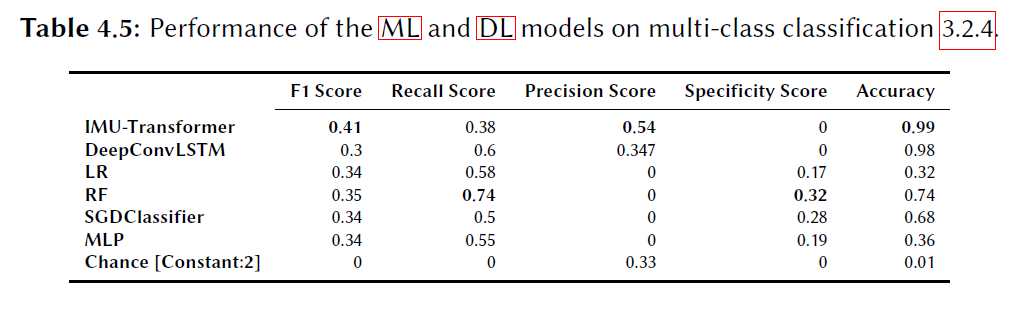 Table 4.5: Performance of the ML and DL models on multi-class classification 3.2.4.
F1 Score Recall Score Precision Score Specificity Score Accuracy
IMU-Transformer 0.41 0.38 0.54 0 0.99
DeepConvLSTM 0.3 0.6 0.347 0 0.98
LR 0.34 0.58 0 0.17 0.32
RF 0.35 0.74 0 0.32 0.74
SGDClassifier 0.34 0.5 0 0.28 0.68
MLP 0.34 0.55 0 0.19 0.36
Chance [Constant:2] 0 0 0.33 0 0.01